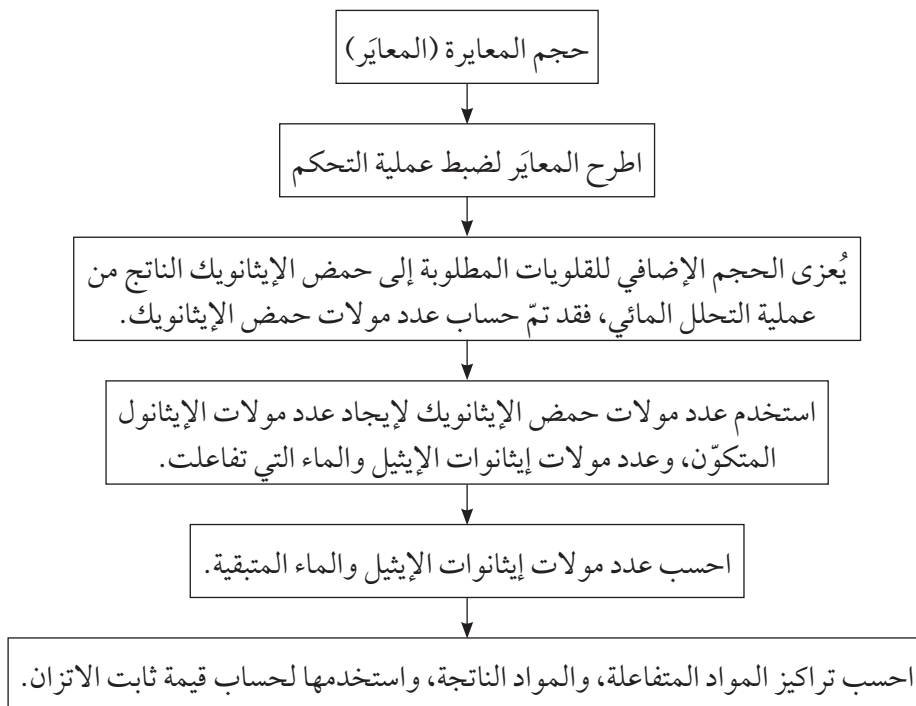 حجم المعايرة (المعايَر)
اطرح المعايَر لضبط عملية التحكم
يُعزى الحجم الإضافي للقلويات المطلوبة إلى حمض الإيثانويك الناتج من
عملية التحلل المائي، فقد تمّ حساب عدد مولات حمض الإيثانويك.
استخدم عدد مولات حمض الإيثانويك لإيجاد عدد مولات الإيثانول
المتكوّن، وعدد مولات إيثانوات الإيثيل والماء التي تفاعلت.
احسب عدد مولات إيثانوات الإيثيل والماء المتبقية.
احسب تراكيز المواد المتفاعلة، والمواد الناتجة، واستخدمها لحساب قيمة ثابت الاتزان.